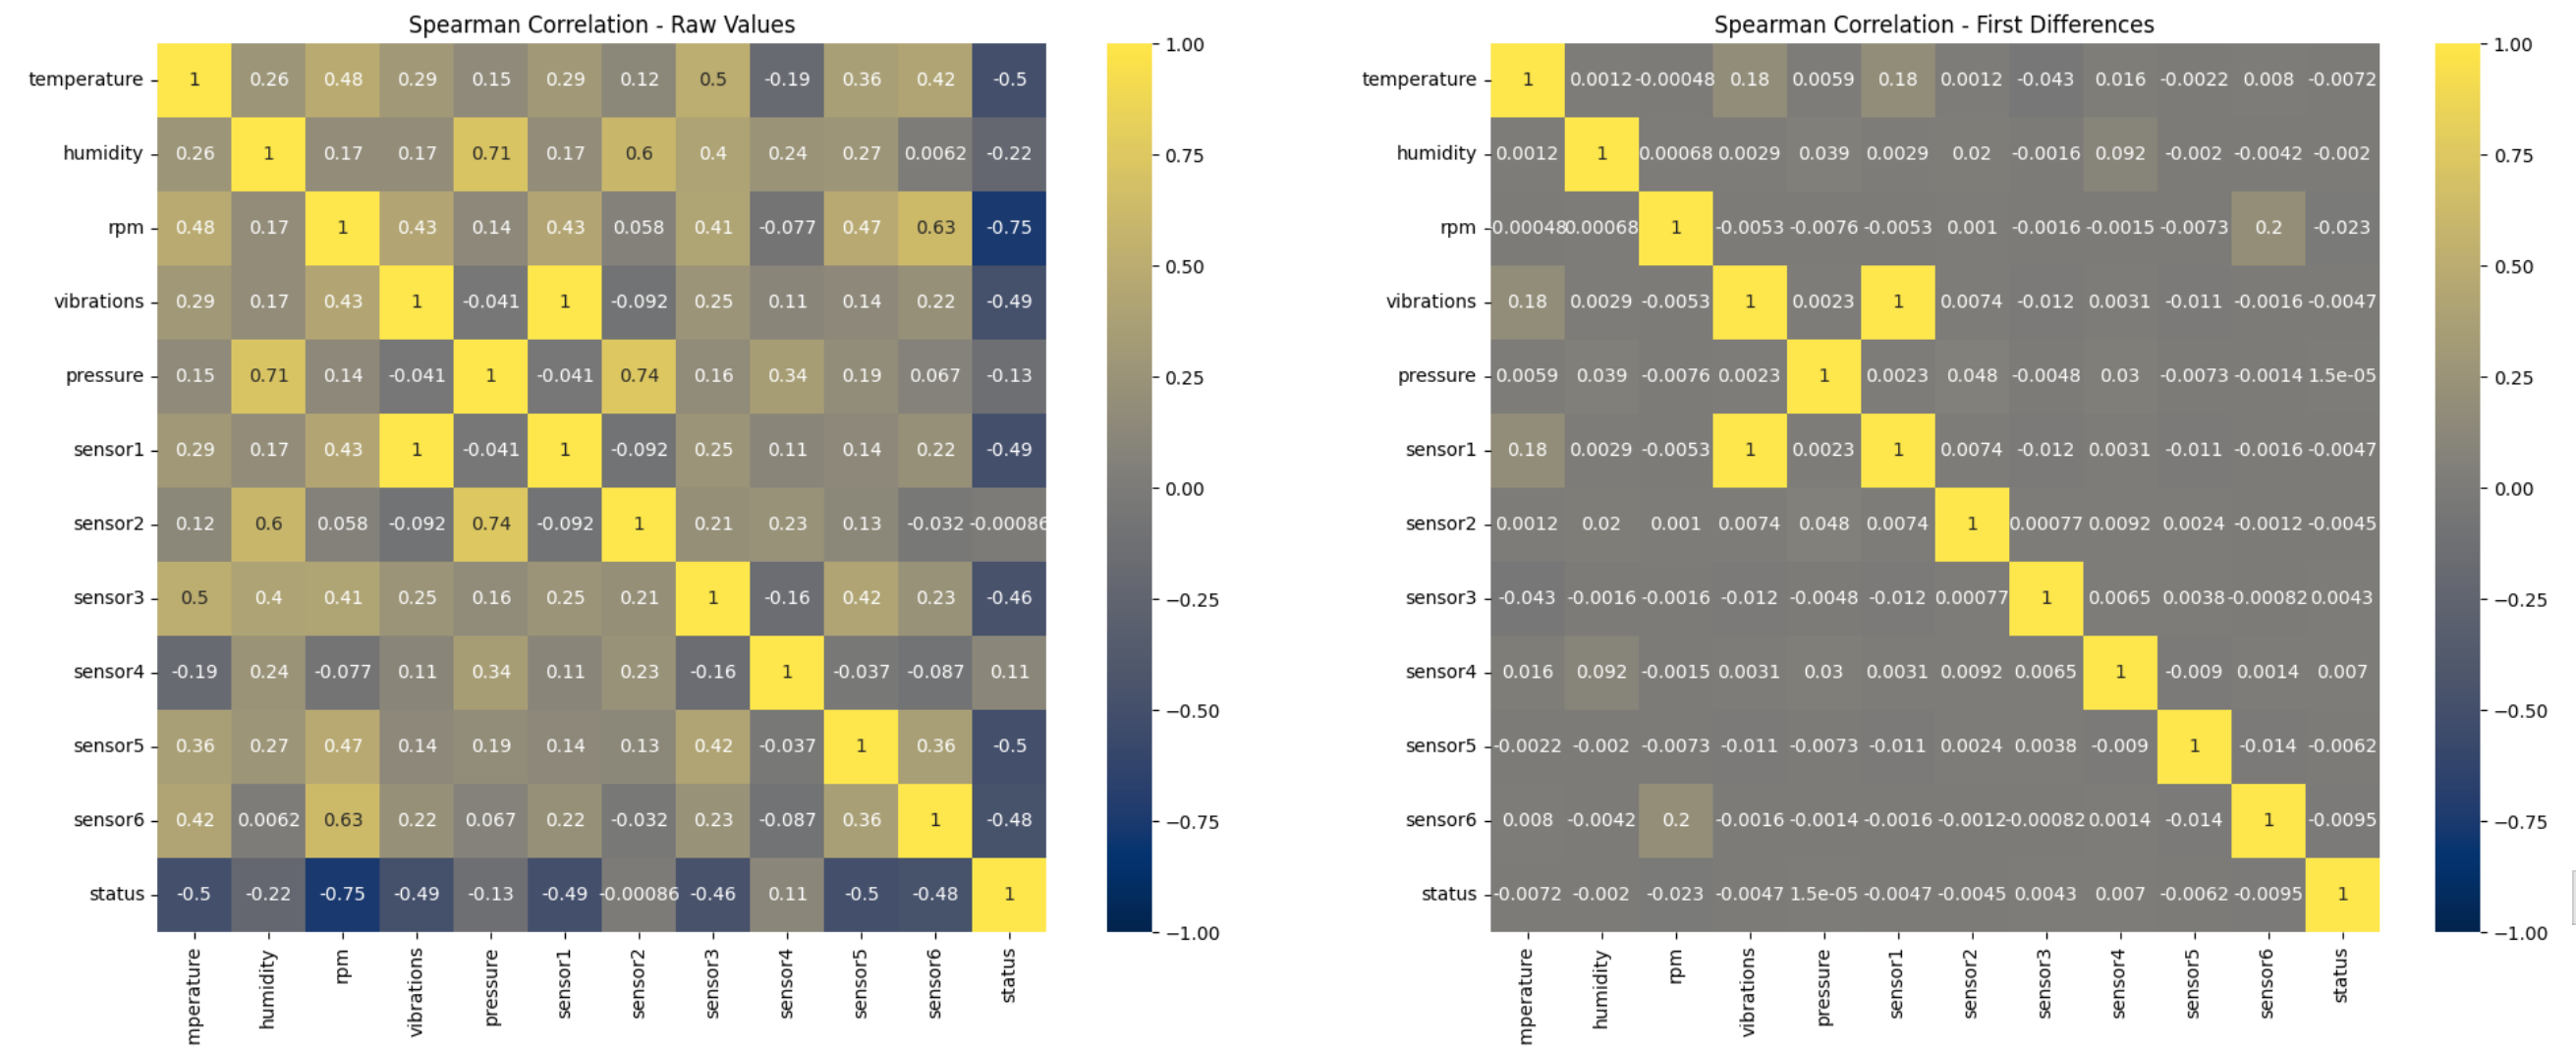 Spearman Correlation - Raw Values
temperature 1 0.26 0.48 0.29 0.15 0.29 0.12 0.5 -0.19 0.36 0.42 -0.5
humidity 0.26 1 0.17 0.17 0.71 0.17 0.6 0.4 0.24 0.27 0.0062 -0.22
rpm 0.48 0.17 1 0.43 0.14 0.43 0.058 0.41 -0.077 0.47 0.63 -0.75
vibrations 0.29 0.17 0.43 1 -0.041 1 -0.092 0.25 0.11 0.14 0.22 -0.49
pressure 0.15 0.71 0.14 -0.041 1 -0.041 0.74 0.16 0.34 0.19 0.067 -0.13
sensor1 0.29 0.17 0.43 1 -0.041 1 -0.092 0.25 0.11 0.14 0.22 -0.49
sensor2 0.12 0.6 0.058 -0.092 0.74 -0.092 1 0.21 0.23 0.13 -0.032 -0.00086
sensor3 0.5 0.4 0.41 0.25 0.16 0.25 0.21 1 -0.16 0.42 0.23 -0.46
sensor4 -0.19 0.24 -0.077 0.11 0.34 0.11 0.23 -0.16 1 -0.037 -0.087 0.11
sensor5 0.36 0.27 0.47 0.14 0.19 0.14 0.13 0.42 -0.037 1 0.36 -0.5
sensor6 0.42 0.0062 0.63 0.22 0.067 0.22 -0.032 0.23 -0.087 0.36 1 -0.48
status -0.5 -0.22 -0.75 -0.49 -0.13 -0.49 -0.00086 -0.46 0.11 -0.5 -0.48 1
mperature humidity rpm vibrations pressure sensor1 sensor2 sensor3 sensor4 sensor5 sensor6 status
1.00
0.75
0.50
0.25
0.00
−0.25
−0.50
−0.75
−1.00
Spearman Correlation - First Differences
temperature 1 0.0012 -0.00048 0.18 0.0059 0.18 0.0012 -0.043 0.016 -0.0022 0.008 -0.0072
humidity 0.0012 1 0.00068 0.0029 0.039 0.0029 0.02 -0.0016 0.092 -0.002 -0.0042 -0.002
rpm -0.00048 0.00068 1 -0.0053 -0.0076 -0.0053 0.001 -0.0016 -0.0015 -0.0073 0.2 -0.023
vibrations 0.18 0.0029 -0.0053 1 0.0023 1 0.0074 -0.012 0.0031 -0.011 -0.0016 -0.0047
pressure 0.0059 0.039 -0.0076 0.0023 1 0.0023 0.048 -0.0048 0.03 -0.0073 -0.0014 1.5e-05
sensor1 0.18 0.0029 -0.0053 1 0.0023 1 0.0074 -0.012 0.0031 -0.011 -0.0016 -0.0047
sensor2 0.0012 0.02 0.001 0.0074 0.048 0.0074 1 0.00077 0.0092 0.0024 -0.0012 -0.0045
sensor3 -0.043 -0.0016 -0.0016 -0.012 -0.0048 -0.012 0.00077 1 0.0065 0.0038 -0.00082 0.0043
sensor4 0.016 0.092 -0.0015 0.0031 0.03 0.0031 0.0092 0.0065 1 -0.009 0.0014 0.007
sensor5 -0.0022 -0.002 -0.0073 -0.011 -0.0073 -0.011 0.0024 0.0038 -0.009 1 -0.014 -0.0062
sensor6 0.008 -0.0042 0.2 -0.0016 -0.0014 -0.0016 -0.0012 -0.00082 0.0014 -0.014 1 -0.0095
status -0.0072 -0.002 -0.023 -0.0047 1.5e-05 -0.0047 -0.0045 0.0043 0.007 -0.0062 -0.0095 1
mperature humidity rpm vibrations pressure sensor1 sensor2 sensor3 sensor4 sensor5 sensor6 status
1.00
0.75
0.50
0.25
0.00
−0.25
−0.50
−0.75
−1.00